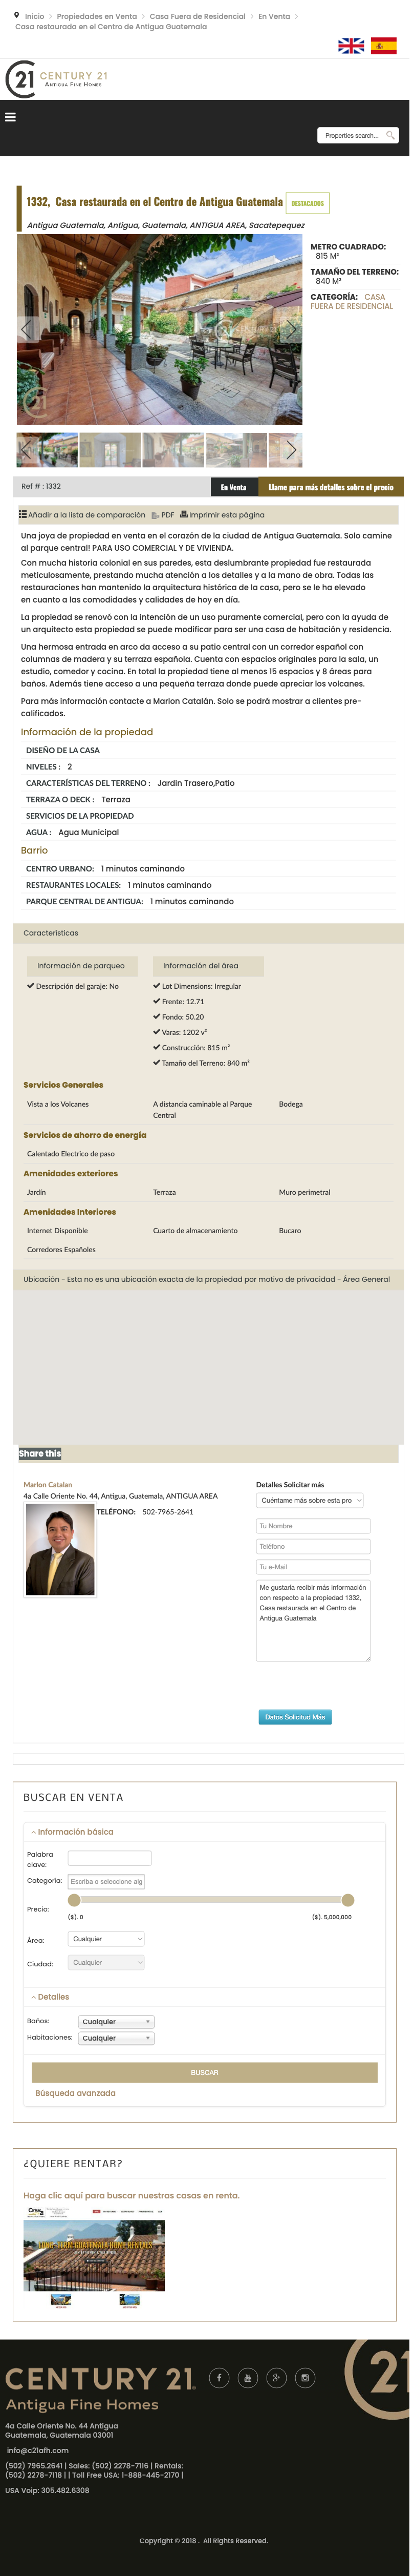 Inicio > Propiedades en Venta > Casa Fuera de Residencial > En Venta >
Casa restaurada en el Centro de Antigua Guatemala
21 CENTURY 21
ANTIGUA FINE HOMES
Properties search...
1332, Casa restaurada en el Centro de Antigua Guatemala DESTACADOS
Antigua Guatemala, Antigua, Guatemala, ANTIGUA AREA, Sacatepequez
METRO CUADRADO:
815 M²
TAMAÑO DEL TERRENO:
840 M²
CATEGORÍA: CASA
FUERA DE RESIDENCIAL
Ref # : 1332
En Venta
Llame para más detalles sobre el precio
Añadir a la lista de comparación PDF Imprimir esta página
Una joya de propiedad en venta en el corazón de la ciudad de Antigua Guatemala. Solo camine
al parque central! PARA USO COMERCIAL Y DE VIVENDA.
Con mucha historia colonial en sus paredes, esta deslumbrante propiedad fue restaurada
meticulosamente, prestando mucha atención a los detalles y a la mano de obra. Todas las
restauraciones han mantenido la arquitectura histórica de la casa, pero se le ha elevado
en cuanto a las comodidades y calidades de hoy en día.
La propiedad se renovó con la intención de un uso puramente comercial, pero con la ayuda de
un arquitecto esta propiedad se puede modificar para ser una casa de habitación y residencia.
Una hermosa entrada en arco da acceso a su patio central con un corredor español con
columnas de madera y su terraza española. Cuenta con espacios originales para la sala, un
estudio, comedor y cocina. En total la propiedad tiene al menos 15 espacios y 8 áreas para
baños. Además tiene acceso a una pequeña terraza donde puede apreciar los volcanes.
Para más información contacte a Marlon Catalán. Solo se podrá mostrar a clientes pre-
calificados.
Información de la propiedad
DISEÑO DE LA CASA
NIVELES : 2
CARACTERÍSTICAS DEL TERRENO : Jardin Trasero,Patio
TERRAZA O DECK : Terraza
SERVICIOS DE LA PROPIEDAD
AGUA : Agua Municipal
Barrio
CENTRO URBANO: 1 minutos caminando
RESTAURANTES LOCALES: 1 minutos caminando
PARQUE CENTRAL DE ANTIGUA: 1 minutos caminando
Características
Información de parqueo
Información del área
Descripción del garaje: No
Lot Dimensions: Irregular
Frente: 12.71
Fondo: 50.20
Varas: 1202 v²
Construcción: 815 m²
Tamaño del Terreno: 840 m²
Servicios Generales
Vista a los Volcanes
A distancia caminable al Parque
Central
Bodega
Servicios de ahorro de energía
Calentado Electrico de paso
Amenidades exteriores
Jardín
Terraza
Muro perimetral
Amenidades Interiores
Internet Disponible
Cuarto de almacenamiento
Bucaro
Corredores Españoles
Ubicación - Esta no es una ubicación exacta de la propiedad por motivo de privacidad - Área General
Share this
Marlon Catalan
4a Calle Oriente No. 44, Antigua, Guatemala, ANTIGUA AREA
TELÉFONO: 502-7965-2641
Detalles Solicitar más
Cuéntame más sobre esta pro
Tu Nombre
Teléfono
Tu e-Mail
Me gustaría recibir más información
con respecto a la propiedad 1332,
Casa restaurada en el Centro de
Antigua Guatemala
Datos Solicitud Más
BUSCAR EN VENTA
Información básica
Palabra
clave:
Categoría: Escriba o seleccione alg
Precio:
($). 0
($). 5,000,000
Área: Cualquier
Ciudad: Cualquier
Detalles
Baños: Cualquier
Habitaciones: Cualquier
BUSCAR
Búsqueda avanzada
¿QUIERE RENTAR?
Haga clic aquí para buscar nuestras casas en renta.
CENTURY 21
Antigua Fine Homes
21
4a Calle Oriente No. 44 Antigua
Guatemala, Guatemala 03001
info@c21afh.com
(502) 7965.2641 | Sales: (502) 2278-7116 | Rentals:
(502) 2278-7118 | | Toll Free USA: 1-888-445-2170 |
USA Voip: 305.482.6308
Copyright © 2018 . All Rights Reserved.